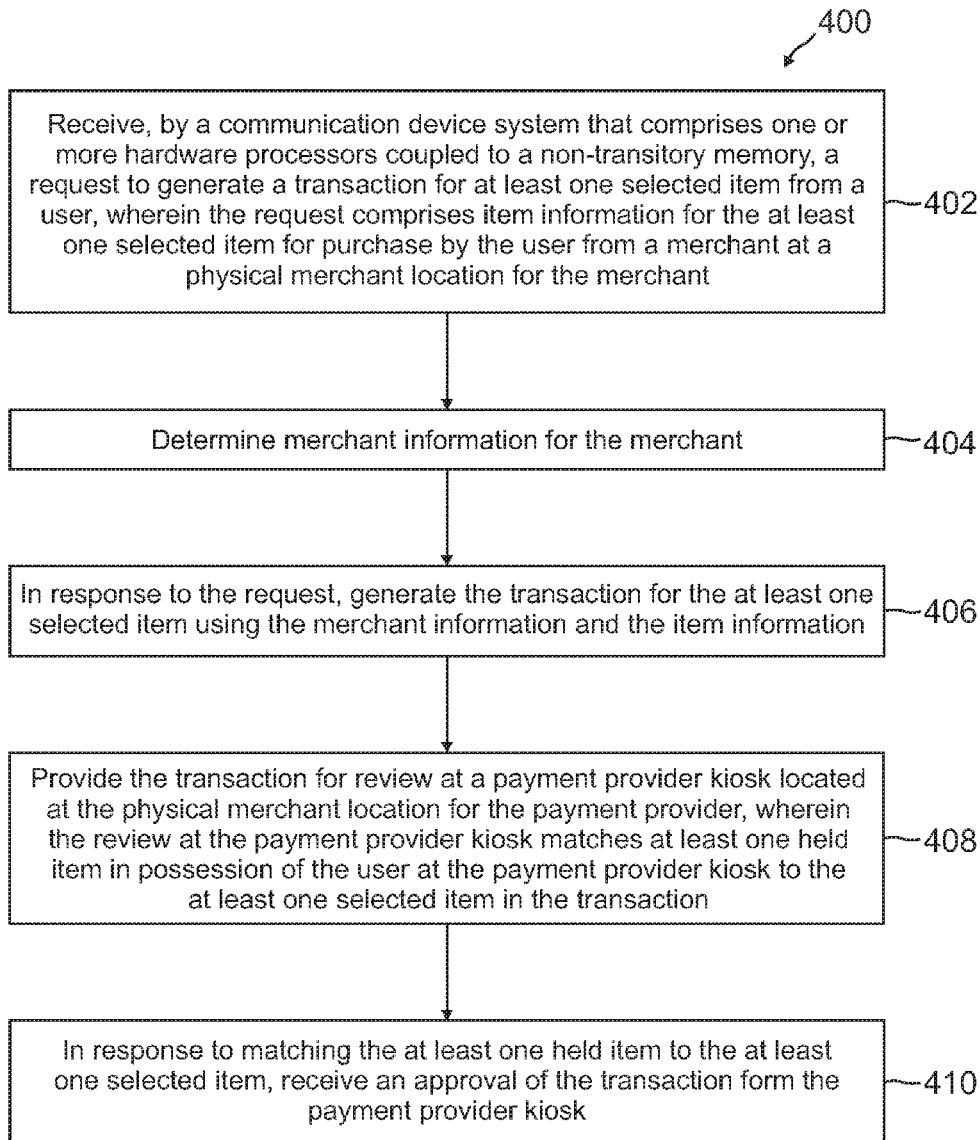 400
Receive, by a communication device system that comprises one or
more hardware processors coupled to a non-transitory memory, a
request to generate a transaction for at least one selected item from a
user, wherein the request comprises item information for the at least
one selected item for purchase by the user from a merchant at a
physical merchant location for the merchant
402
Determine merchant information for the merchant
404
In response to the request, generate the transaction for the at least one
selected item using the merchant information and the item information
406
Provide the transaction for review at a payment provider kiosk located
at the physical merchant location for the payment provider, wherein
the review at the payment provider kiosk matches at least one held
item in possession of the user at the payment provider kiosk to the
at least one selected item in the transaction
408
In response to matching the at least one held item to the at least
one selected item, receive an approval of the transaction form the
payment provider kiosk
410